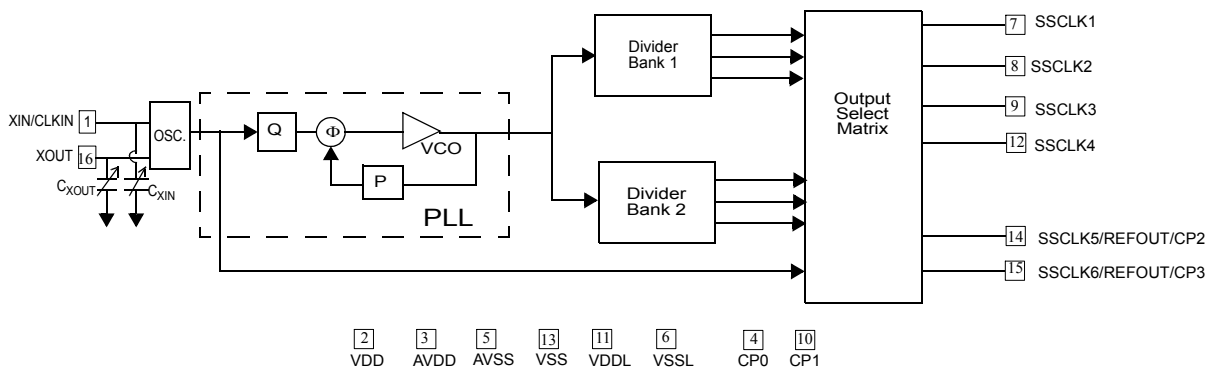 7 SSCLK1
Divider
Bank 1
8 SSCLK2
Output
Select
Matrix
9 SSCLK3
XIN/CLKIN 1
OSC.
Q
Φ
VCO
12 SSCLK4
XOUT 16
P
CXOUT
CXIN
Divider
Bank 2
PLL
14 SSCLK5/REFOUT/CP2
15 SSCLK6/REFOUT/CP3
2 3 5 13 11 6 4 10
VDD AVDD AVSS VSS VDDL VSSL CP0 CP1